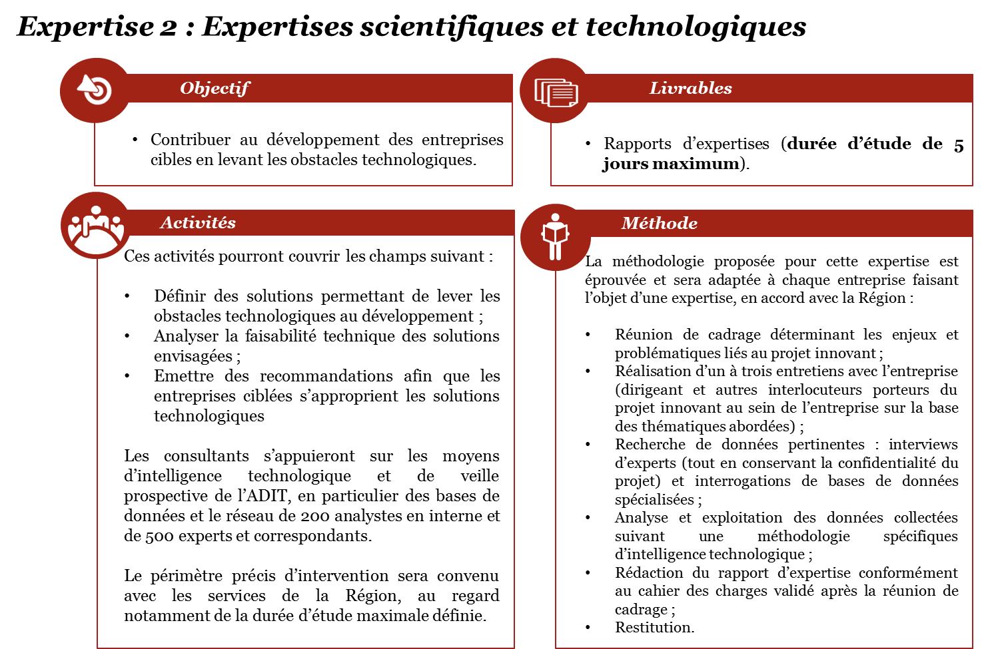 Expertise 2 : Expertises scientifiques et technologiques
Objectif
• Contribuer au développement des entreprises
cibles en levant les obstacles technologiques.
Livrables
• Rapports d’expertises (durée d’étude de 5
jours maximum).
Activités
Ces activités pourront couvrir les champs suivant :
• Définir des solutions permettant de lever les
obstacles technologiques au développement ;
• Analyser la faisabilité technique des solutions
envisagées ;
• Emettre des recommandations afin que les
entreprises ciblées s’approprient les solutions
technologiques
Les consultants s’appuieront sur les moyens
d’intelligence technologique et de veille
prospective de l’ADIT, en particulier des bases de
données et le réseau de 200 analystes en interne et
de 500 experts et correspondants.
Le périmètre précis d’intervention sera convenu
avec les services de la Région, au regard
notamment de la durée d’étude maximale définie.
Méthode
La méthodologie proposée pour cette expertise est
éprouvée et sera adaptée à chaque entreprise faisant
l’objet d’une expertise, en accord avec la Région :
• Réunion de cadrage déterminant les enjeux et
problématiques liés au projet innovant ;
• Réalisation d’un à trois entretiens avec l’entreprise
(dirigeant et autres interlocuteurs porteurs du
projet innovant au sein de l’entreprise sur la base
des thématiques abordées) ;
• Recherche de données pertinentes : interviews
d’experts (tout en conservant la confidentialité du
projet) et interrogations de bases de données
spécialisées ;
• Analyse et exploitation des données collectées
suivant une méthodologie spécifiques
d’intelligence technologique ;
• Rédaction du rapport d’expertise conformément
au cahier des charges validé après la réunion de
cadrage ;
• Restitution.